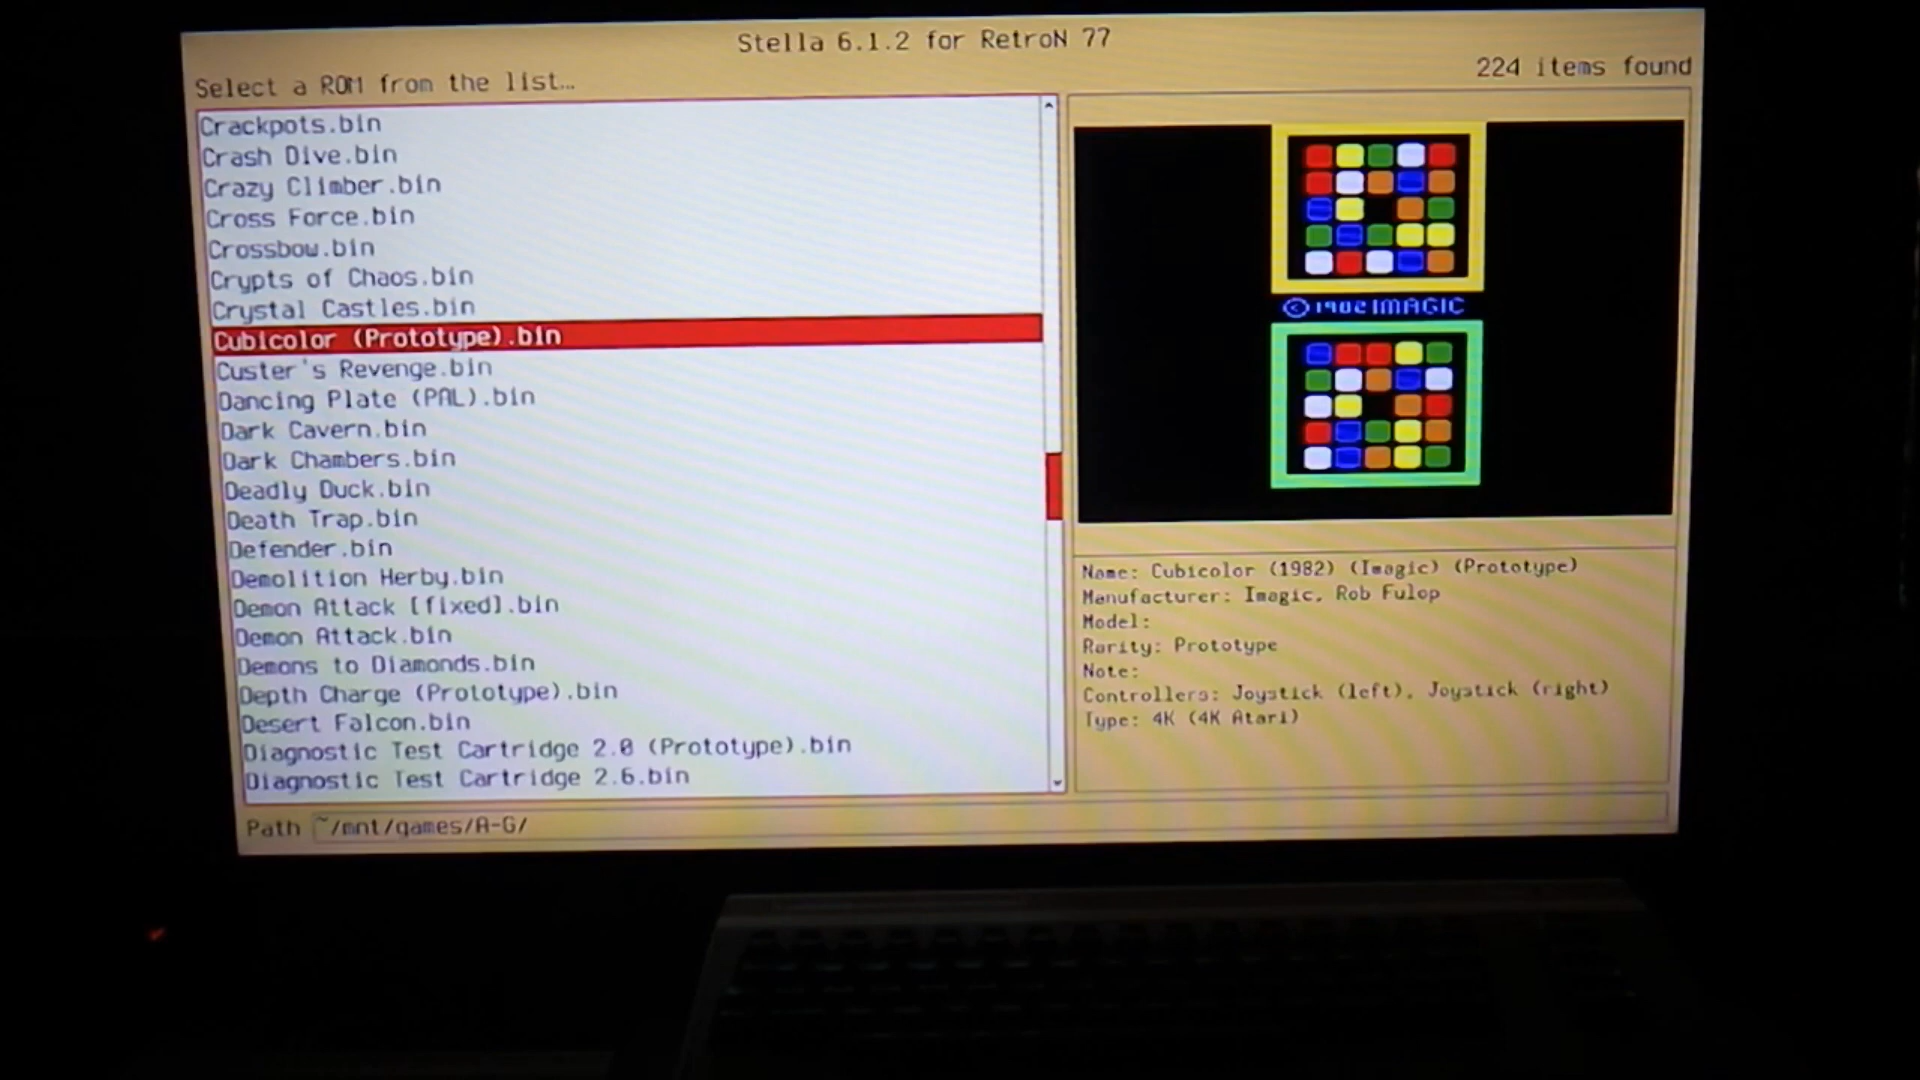 Stella 6.1.2 for RetroN 77
Select a ROM from the list...
224 items found
Crackpots.bin
Crash Dive.bin
Crazy Climber.bin
Cross Force.bin
Crossbow.bin
Crypts of Chaos.bin
Crystal Castles.bin
Cubicolor (Prototype).bin
Custer's Revenge.bin
Dancing Plate (PAL).bin
Dark Cavern.bin
Dark Chambers.bin
Deadly Duck.bin
Death Trap.bin
Defender.bin
Demolition Herby.bin
Demon Attack [fixed].bin
Demon Attack.bin
Demons to Diamonds.bin
Depth Charge (Prototype).bin
Desert Falcon.bin
Diagnostic Test Cartridge 2.0 (Prototype).bin
Diagnostic Test Cartridge 2.6.bin
© 1982 IMAGIC
Name: Cubicolor (1982) (Imagic) (Prototype)
Manufacturer: Imagic, Rob Fulop
Model:
Rarity: Prototype
Note:
Controllers: Joystick (left), Joystick (right)
Type: 4K (4K Atari)
Path ~/mnt/games/A-G/